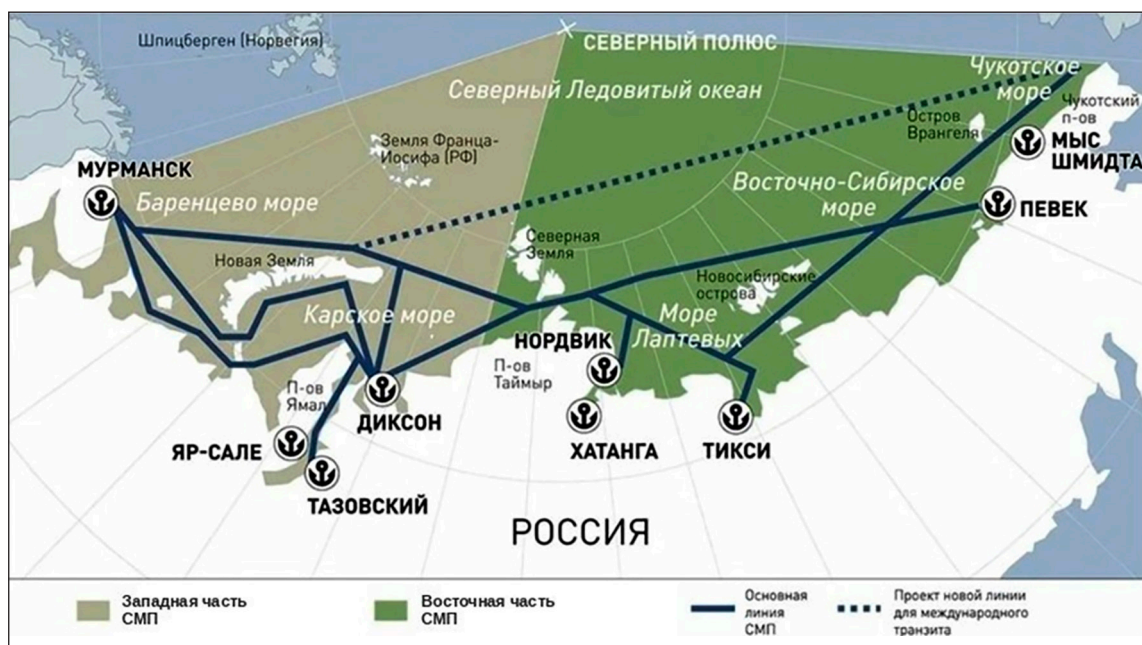 Шпицберген (Норвегия)
СЕВЕРНЫЙ ПОЛЮС
Северный Ледовитый океан
Чукотское
море
Чукотский
п-ов
Остров
Врангеля
МЫС
ШМИДТА
Земля Франца-
Иосифа (РФ)
МУРМАНСК
Баренцево море
Восточно-Сибирское
море
ПЕВЕК
Северная
Земля
Новая Земля
Новосибирские
острова
Карское море
Море
Лаптевых
НОРДВИК
П-ов
Таймыр
П-ов
Ямал
ДИКСОН
ЯР-САЛЕ
ХАТАНГА
ТИКСИ
ТАЗОВСКИЙ
РОССИЯ
Западная часть
СМП
Восточная часть
СМП
Основная
линия
СМП
Проект новой линии
для международного
транзита